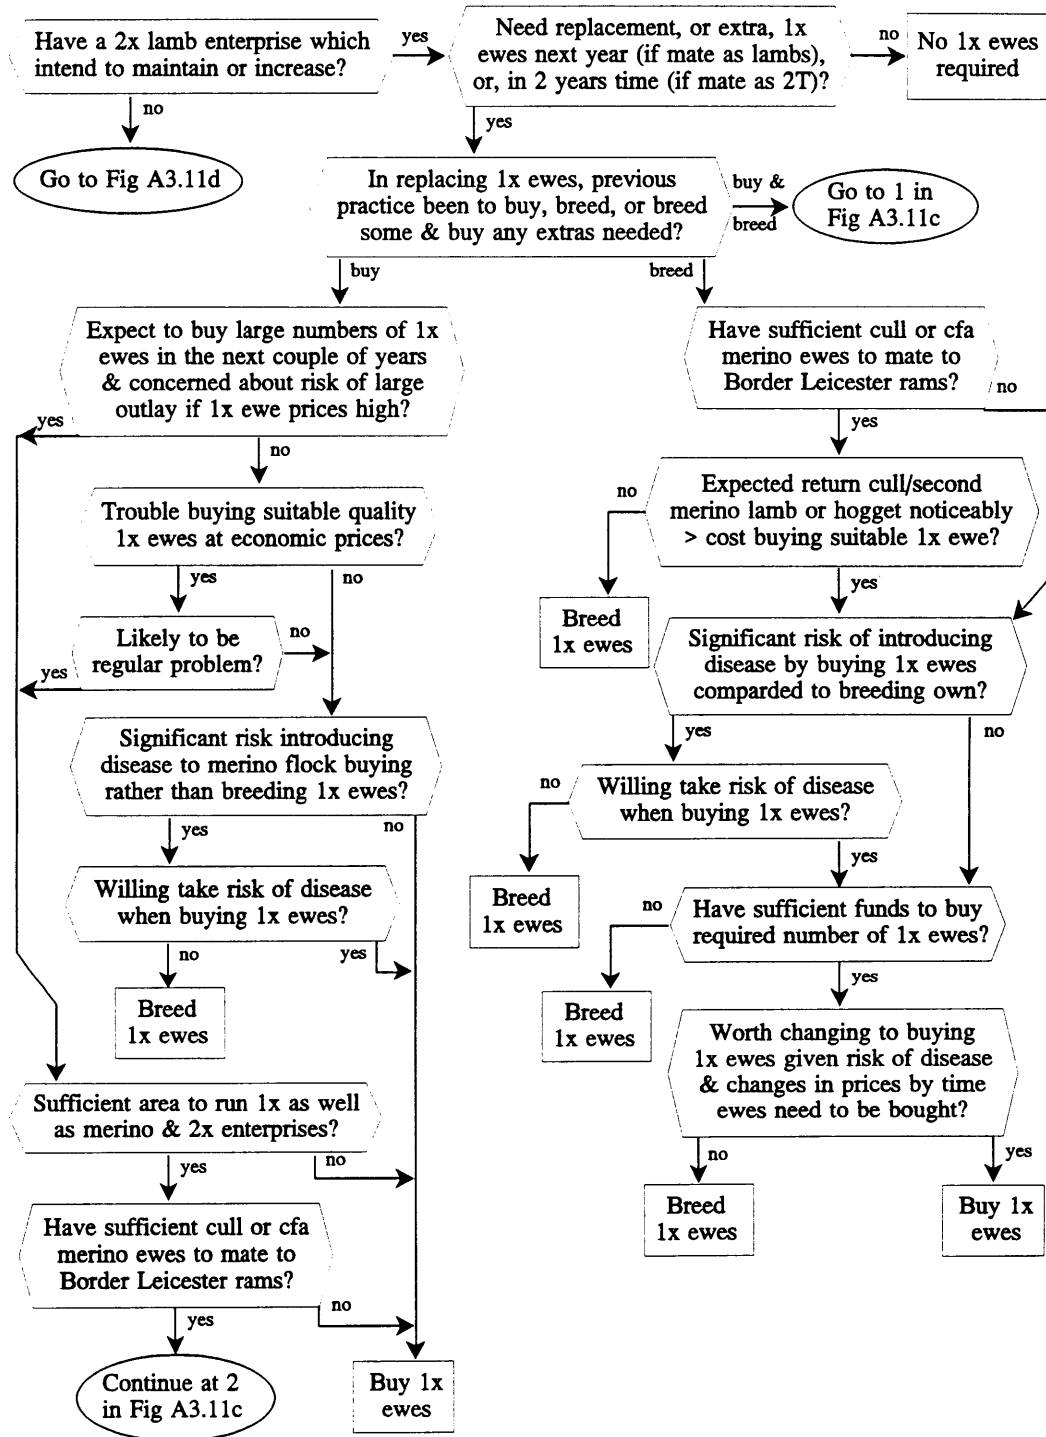 Have a 2x lamb enterprise which
intend to maintain or increase?
yes
Need replacement, or extra, 1x
ewes next year (if mate as lambs),
or, in 2 years time (if mate as 2T)?
no
No 1x ewes
required
no
yes
Go to Fig A3.11d
In replacing 1x ewes, previous
practice been to buy, breed, or breed
some & buy any extras needed?
buy &
breed
Go to 1 in
Fig A3.11c
buy
breed
Expect to buy large numbers of 1x
ewes in the next couple of years
& concerned about risk of large
outlay if 1x ewe prices high?
yes
no
Have sufficient cull or cfa
merino ewes to mate to
Border Leicester rams?
no
yes
Trouble buying suitable quality
1x ewes at economic prices?
yes
no
Expected return cull/second
merino lamb or hogget noticeably
> cost buying suitable 1x ewe?
no
yes
Breed
1x ewes
Likely to be
regular problem?
no
yes
Significant risk of introducing
disease by buying 1x ewes
comparded to breeding own?
yes
no
Significant risk introducing
disease to merino flock buying
rather than breeding 1x ewes?
yes
no
Willing take risk of disease
when buying 1x ewes?
no
yes
Breed
1x ewes
Willing take risk of disease
when buying 1x ewes?
no
yes
Breed
1x ewes
Have sufficient funds to buy
required number of 1x ewes?
no
yes
Breed
1x ewes
Worth changing to buying
1x ewes given risk of disease
& changes in prices by time
ewes need to be bought?
no
yes
Breed
1x ewes
Buy 1x
ewes
Sufficient area to run 1x as well
as merino & 2x enterprises?
yes
no
Have sufficient cull or cfa
merino ewes to mate to
Border Leicester rams?
no
yes
Continue at 2
in Fig A3.11c
Buy 1x
ewes